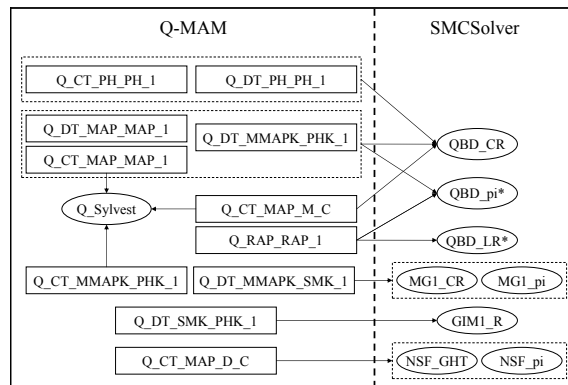 Q-MAM SMCSolver
Q_CT_PH_PH_1 Q_DT_PH_PH_1
Q_DT_MAP_MAP_1
Q_DT_MMAPK_PHK_1
QBD_CR
Q_CT_MAP_MAP_1
QBD_pi*
Q_Sylvest Q_CT_MAP_M_C
Q_RAP_RAP_1 QBD_LR*
Q_CT_MMAPK_PHK_1 Q_DT_MMAPK_SMK_1 MG1_CR MG1_pi
Q_DT_SMK_PHK_1 GIM1_R
Q_CT_MAP_D_C NSF_GHT NSF_pi